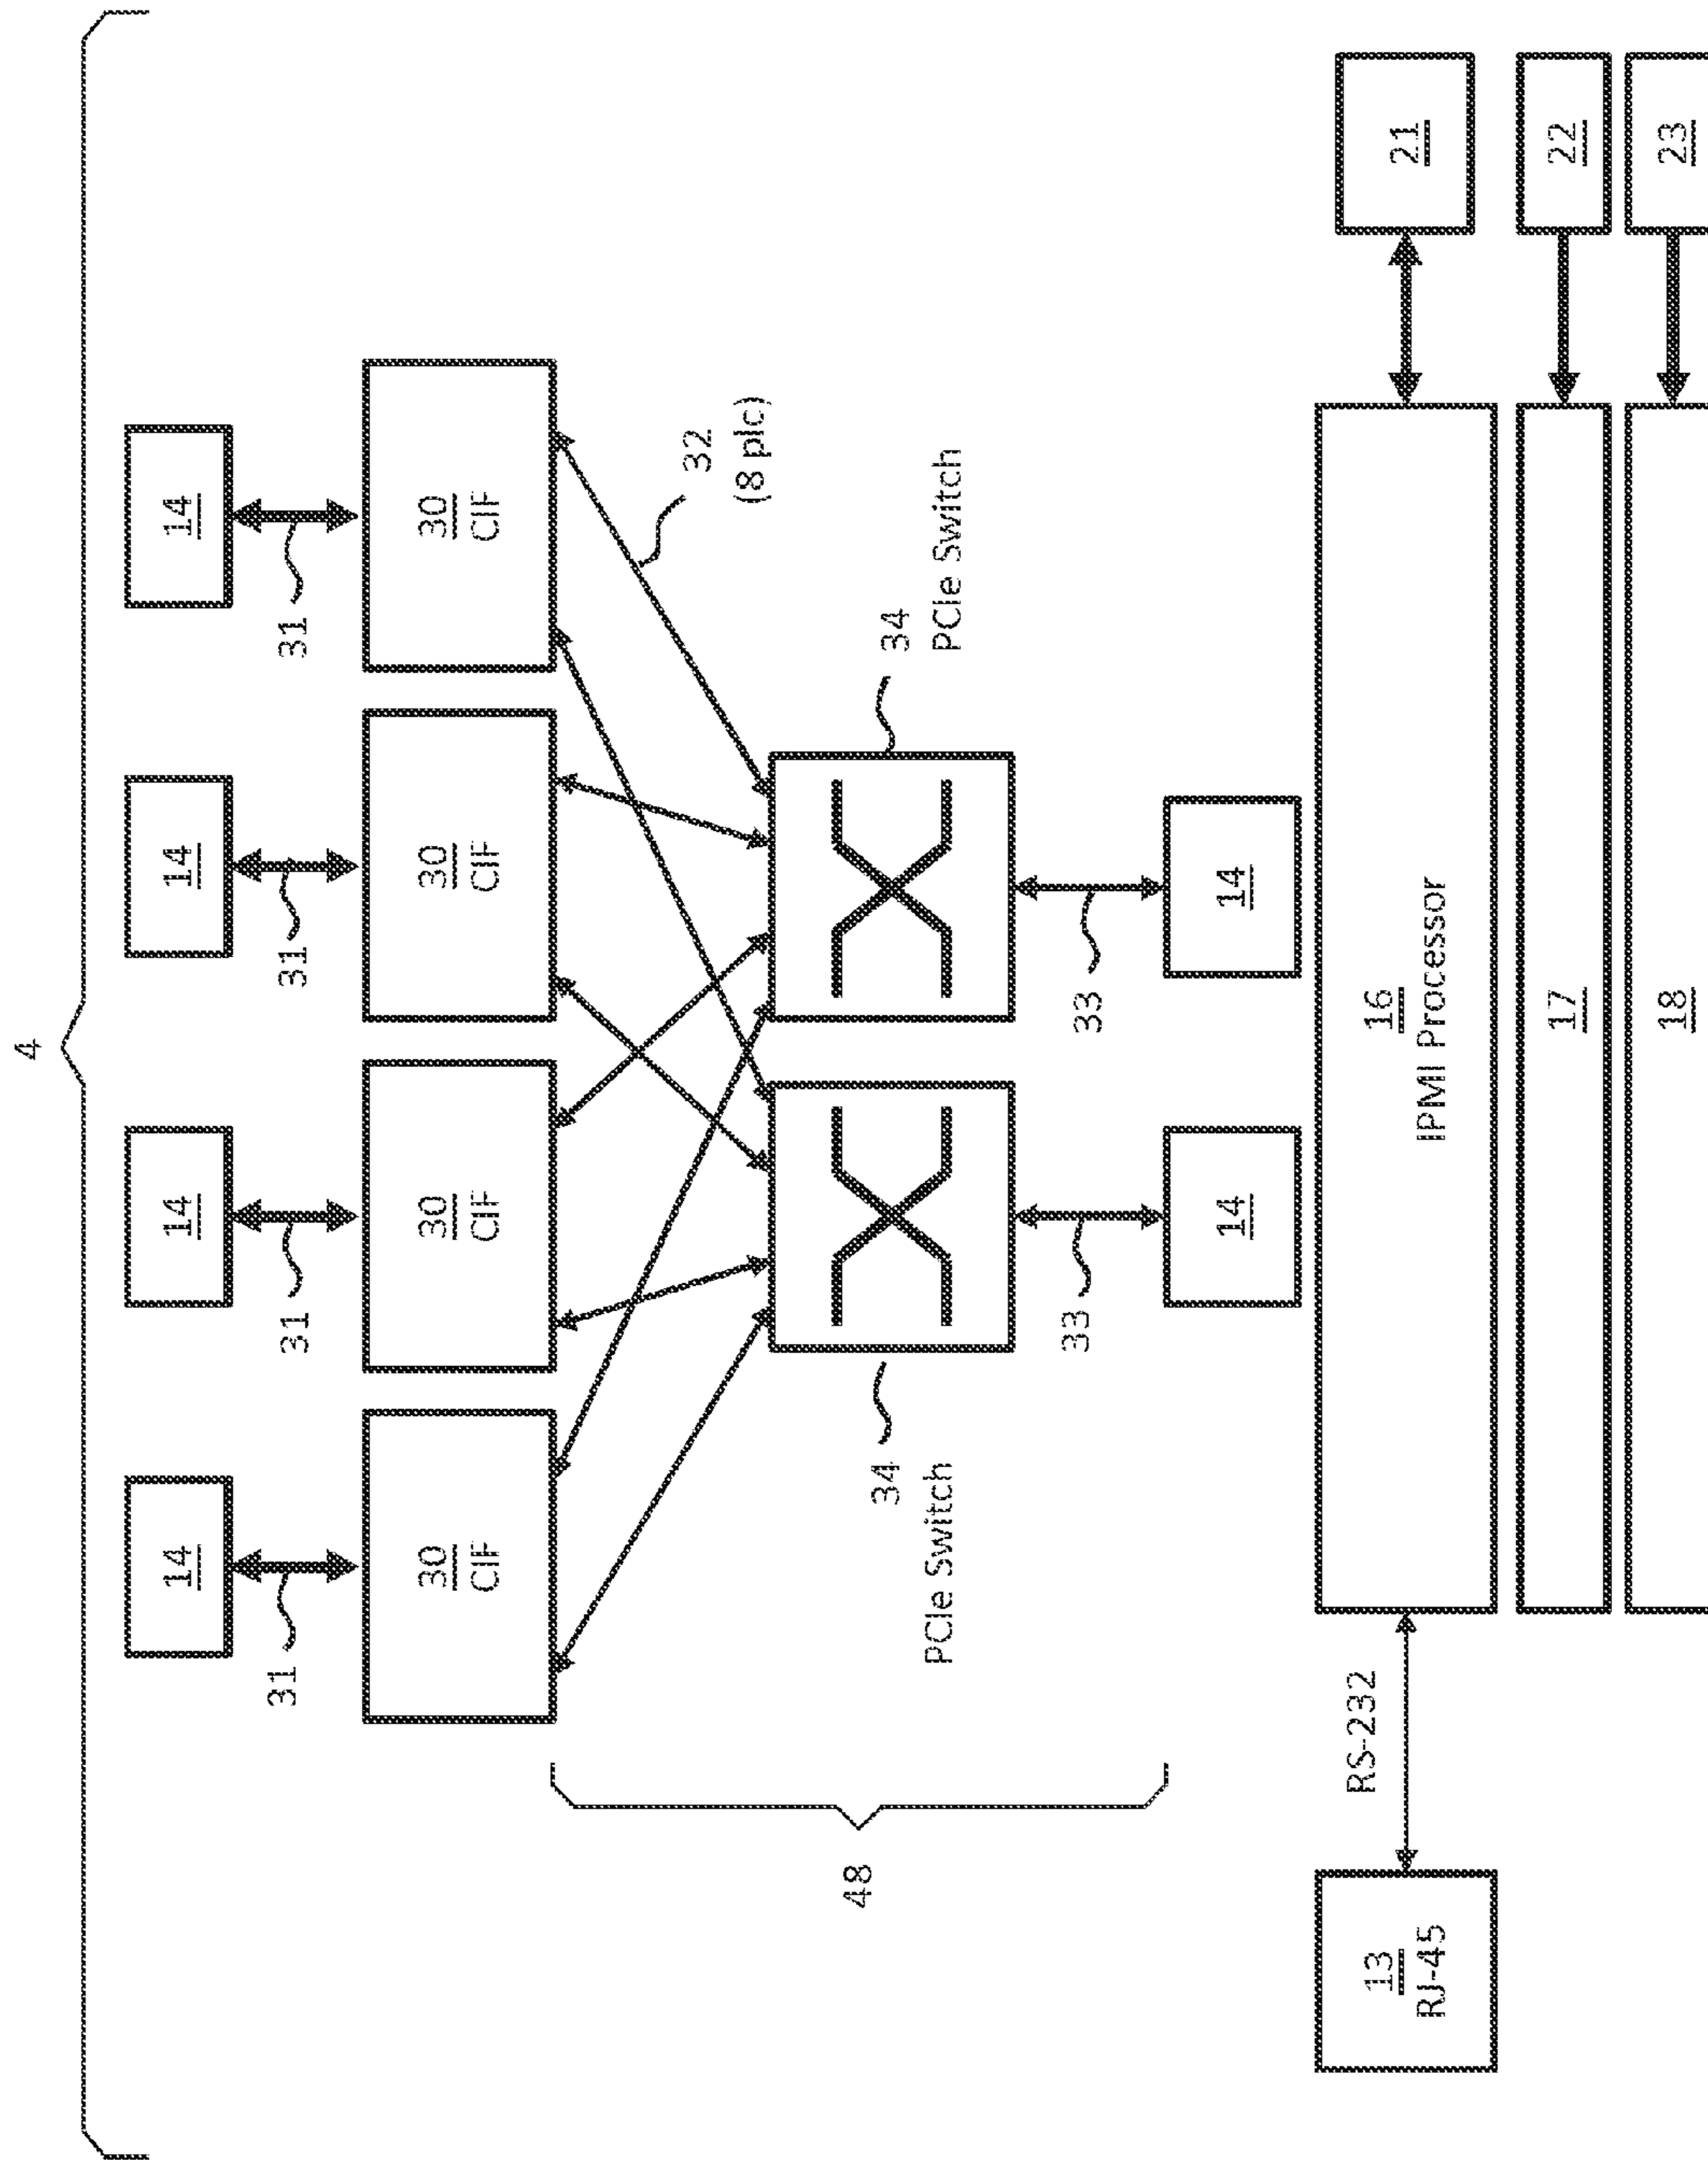 4
14
14
14
14
31
31
31
31
30
CIF
30
CIF
30
CIF
30
CIF
32
(8 plc)
48
34
PCIe Switch
34
PCIe Switch
33
33
14
14
13
RJ-45
RS-232
16
IPMI Processor
21
17
22
18
23